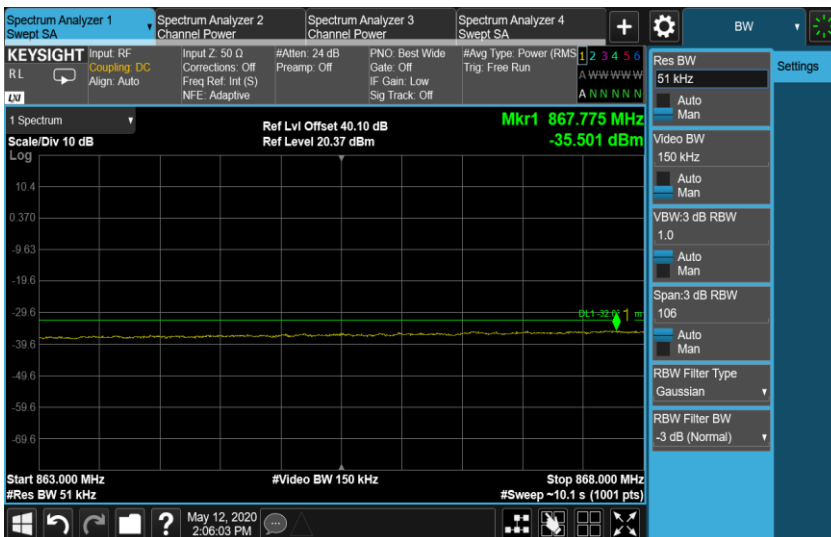 Spectrum Analyzer 1
Swept SA
Spectrum Analyzer 2
Channel Power
Spectrum Analyzer 3
Channel Power
Spectrum Analyzer 4
Swept SA
+
BW
KEYSIGHT
RL
LXI
Input: RF
Coupling: DC
Align: Auto
Input Z: 50 Ω
Corrections: Off
Freq Ref: Int (S)
NFE: Adaptive
#Atten: 24 dB
Preamp: Off
PNO: Best Wide
Gate: Off
IF Gain: Low
Sig Track: Off
#Avg Type: Power (RMS
Trig: Free Run
1 2 3 4 5 6
A W W W W W
A N N N N N
1 Spectrum
Scale/Div 10 dB
Log
Ref Lvl Offset 40.10 dB
Ref Level 20.37 dBm
Mkr1 867.775 MHz
-35.501 dBm
10.4
0.370
-9.63
-19.6
-29.6
DL1 1
-39.6
-49.6
-59.6
-69.6
Start 863.000 MHz
#Res BW 51 kHz
#Video BW 150 kHz
Stop 868.000 MHz
#Sweep ~10.1 s (1001 pts)
Res BW
51 kHz
Auto
Man
Video BW
150 kHz
Auto
Man
VBW:3 dB RBW
1.0
Auto
Man
Span:3 dB RBW
106
Auto
Man
RBW Filter Type
Gaussian
RBW Filter BW
-3 dB (Normal)
Settings
?
May 12, 2020
2:06:03 PM